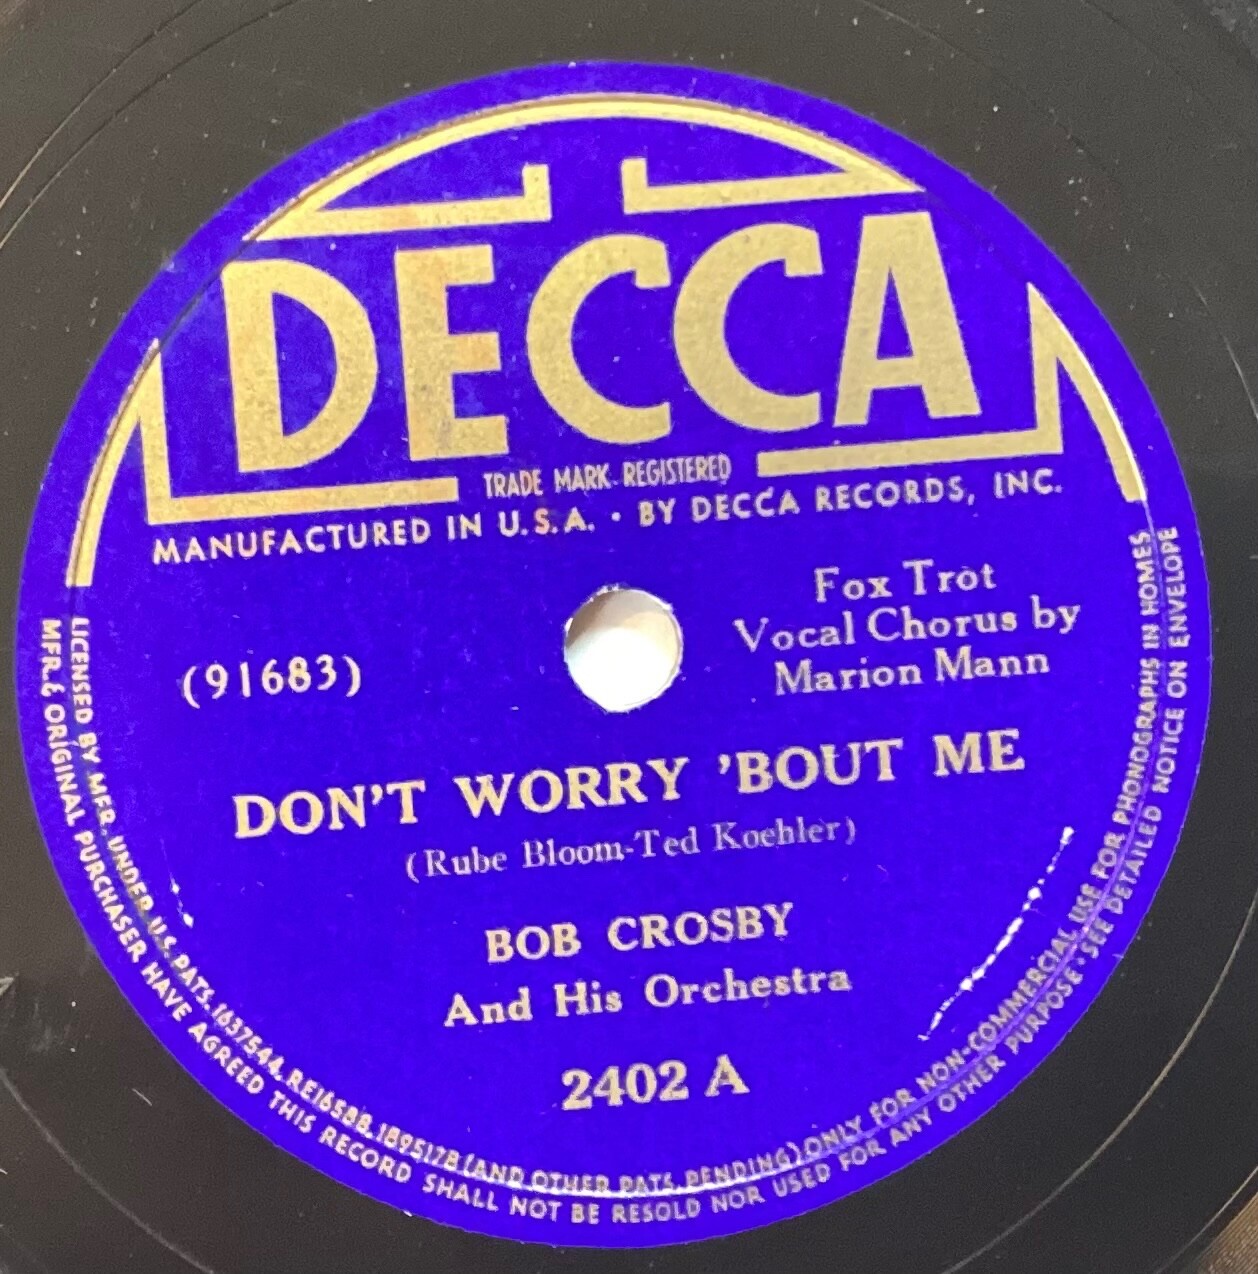 DECCA
TRADE MARK REGISTERED
MANUFACTURED IN U.S.A. • BY DECCA RECORDS, INC.
Fox Trot
Vocal Chorus by
Marion Mann
(91683)
DON'T WORRY 'BOUT ME
(Rube Bloom-Ted Koehler)
BOB CROSBY
And His Orchestra
2402 A
LICENSED BY MFR. UNDER U.S. PATS. 1637544, RE16588, 1895178 (AND OTHER PATS. PENDING) ONLY FOR NON-COMMERCIAL USE FOR PHONOGRAPHS IN HOMES
MFR. & ORIGINAL PURCHASER HAVE AGREED THIS RECORD SHALL NOT BE RESOLD NOR USED FOR ANY OTHER PURPOSE • SEE DETAILED NOTICE ON ENVELOPE